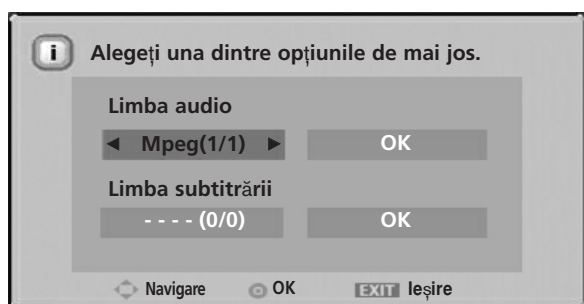 i Alegeți una dintre opțiunile de mai jos.
Limba audio
◄ Mpeg(1/1) ► OK
Limba subtitrării
- - - - (0/0) OK
Navigare OK EXIT Ieșire